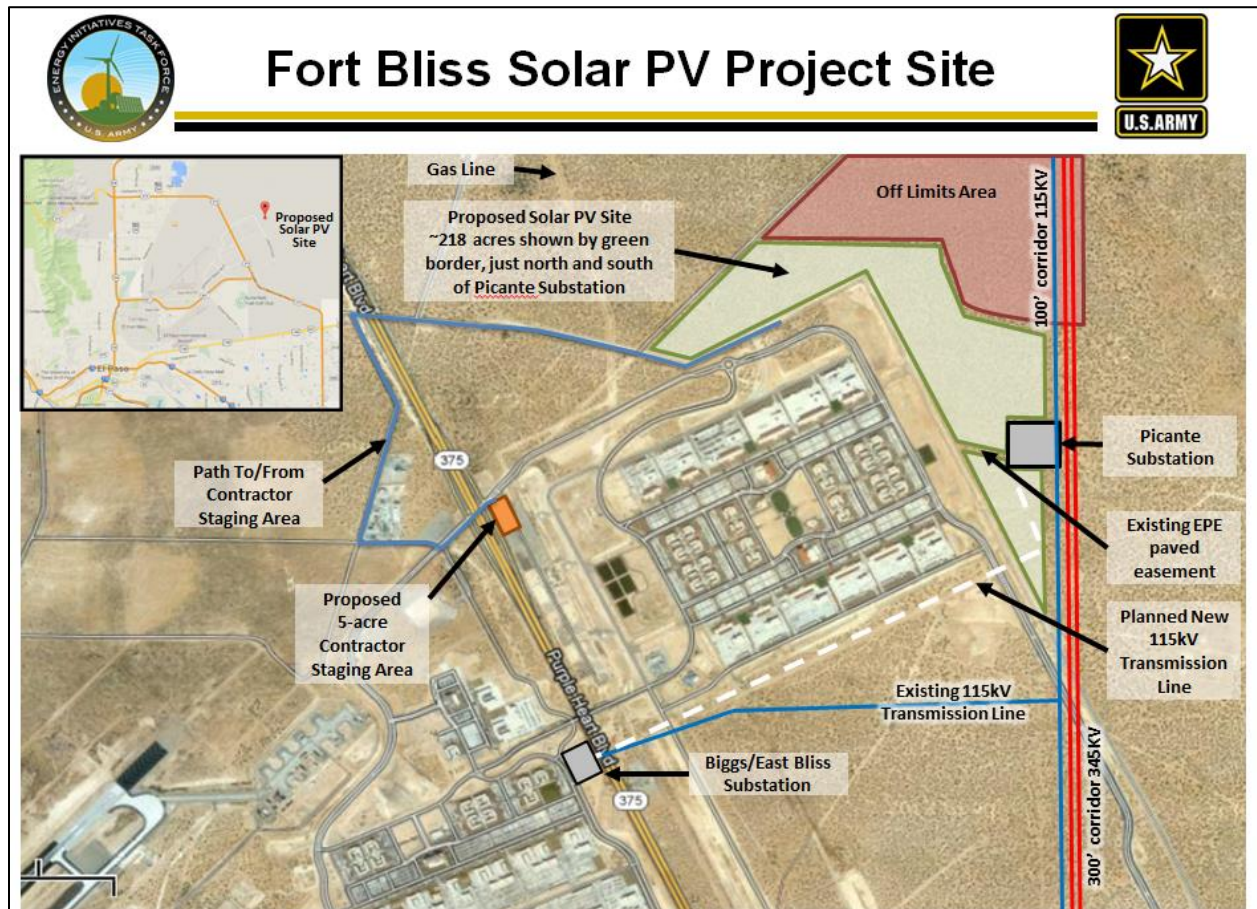 ENERGY INITIATIVES TASK FORCE
U.S. ARMY
Fort Bliss Solar PV Project Site
U.S.ARMY
Proposed
Solar PV
Site
El Paso
Gas Line
Proposed Solar PV Site
~218 acres shown by green
border, just north and south
of Picante Substation
Off Limits Area
100' corridor 115KV
Blvd
375
Path To/From
Contractor
Staging Area
Picante
Substation
Existing EPE
paved
easement
Proposed
5-acre
Contractor
Staging Area
Planned New
115kV
Transmission
Line
Purple Heart Blvd
Existing 115kV
Transmission Line
Biggs/East Bliss
Substation
375
300' corridor 345KV